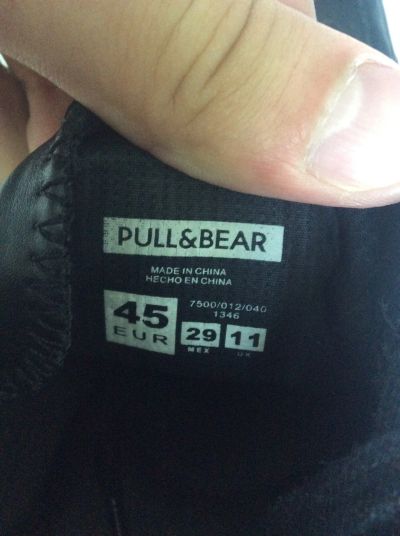 PULL&BEAR
MADE IN CHINA
HECHO EN CHINA
7500/012/040
1346
45
EUR
29
MEX
11
UK